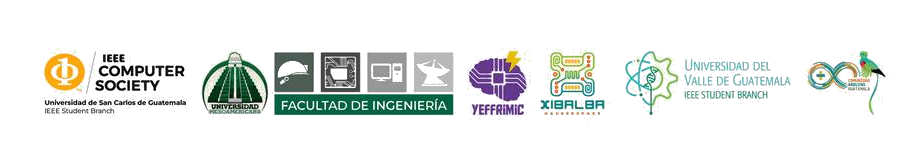 IEEE
COMPUTER
SOCIETY
Universidad de San Carlos de Guatemala
IEEE Student Branch
UNIVERSIDAD
MESOAMERICANA
FACULTAD DE INGENIERÍA
YEFFRIMIC
XIBALBA
HACKERSPACE
UNIVERSIDAD DEL
VALLE DE GUATEMALA
IEEE STUDENT BRANCH
COMUNIDAD
ARDUINO
GUATEMALA